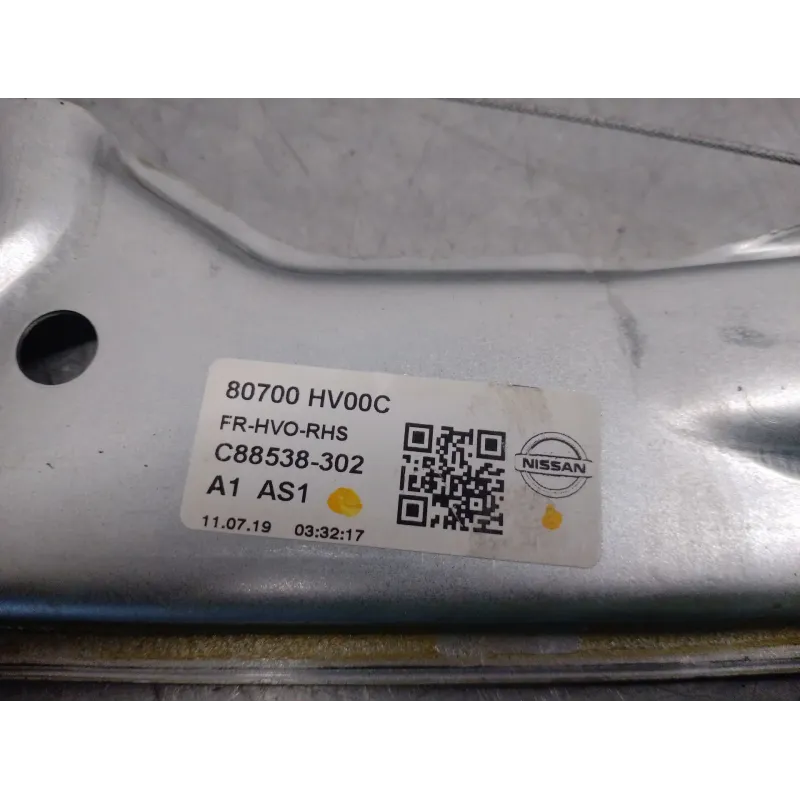 80700 HV00C
FR-HVO-RHS
C88538-302
A1 AS1
11.07.19 03:32:17
NISSAN